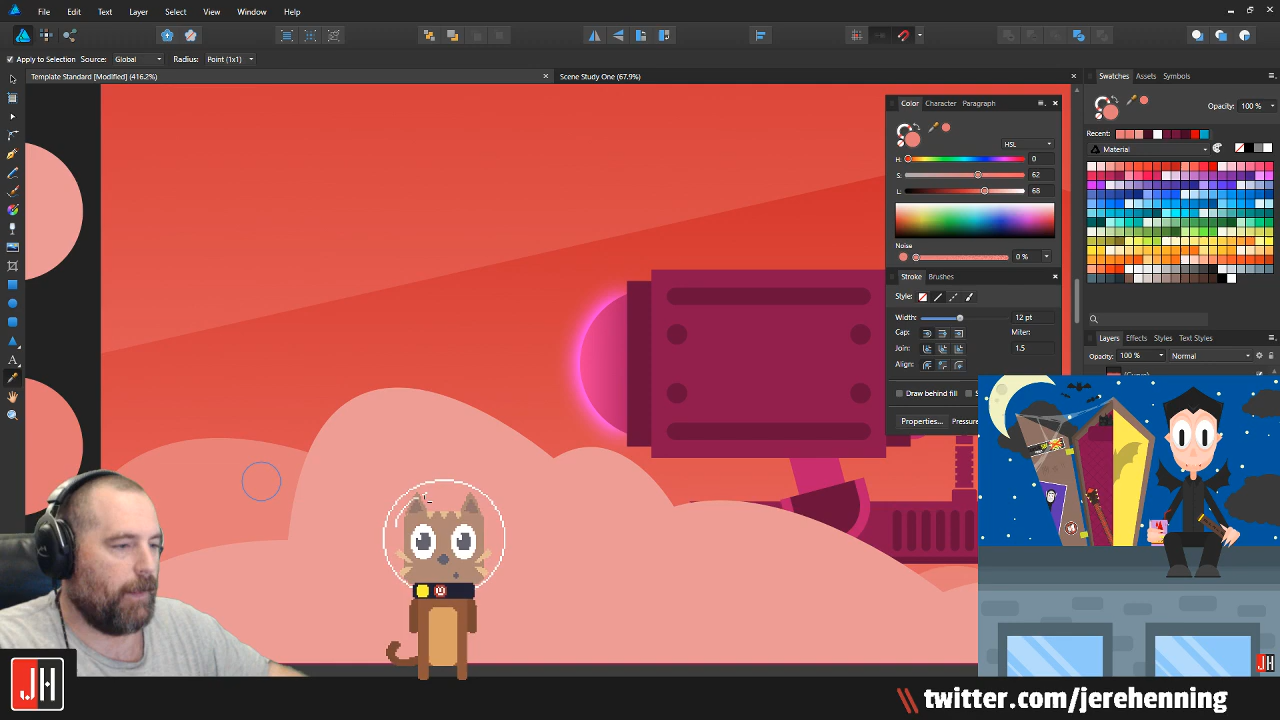 File Edit Text Layer Select View Window Help
Apply to Selection Source: Global Radius: Point (1x1)
Template Standard [Modified] (416.2%) Scene Study One (67.9%)
Swatches Assets Symbols
Opacity: 100 %
Recent:
Material
Color Character Paragraph
HSL
H: 0
S: 62
L: 68
Noise
0 %
Stroke Brushes
Style:
Width: 12 pt
Cap: Miter:
Join: 1.5
Align:
Draw behind fill
Properties... Pressure
Layers Effects Styles Text Styles
Opacity: 100 % Normal
JH
JH
\\ twitter.com/jerehenning